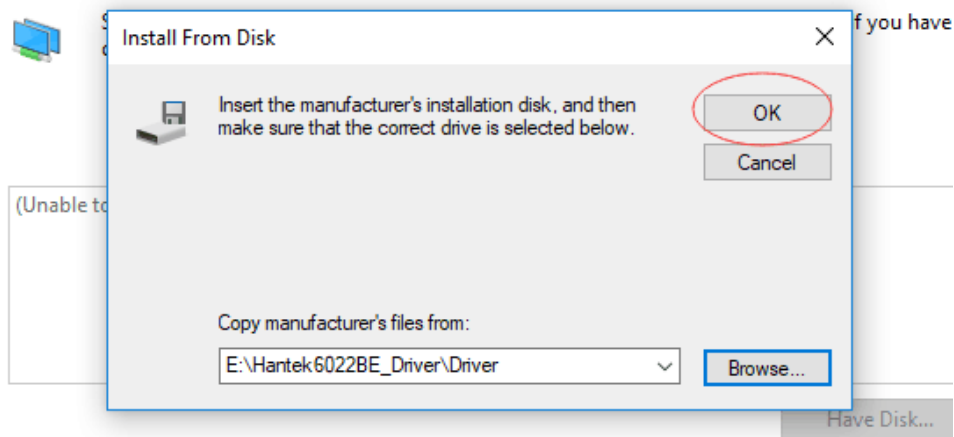 f you have
Install From Disk
Insert the manufacturer's installation disk, and then
make sure that the correct drive is selected below.
OK
Cancel
(Unable to
Copy manufacturer's files from:
E:\Hantek6022BE_Driver\Driver
Browse...
Have Disk...